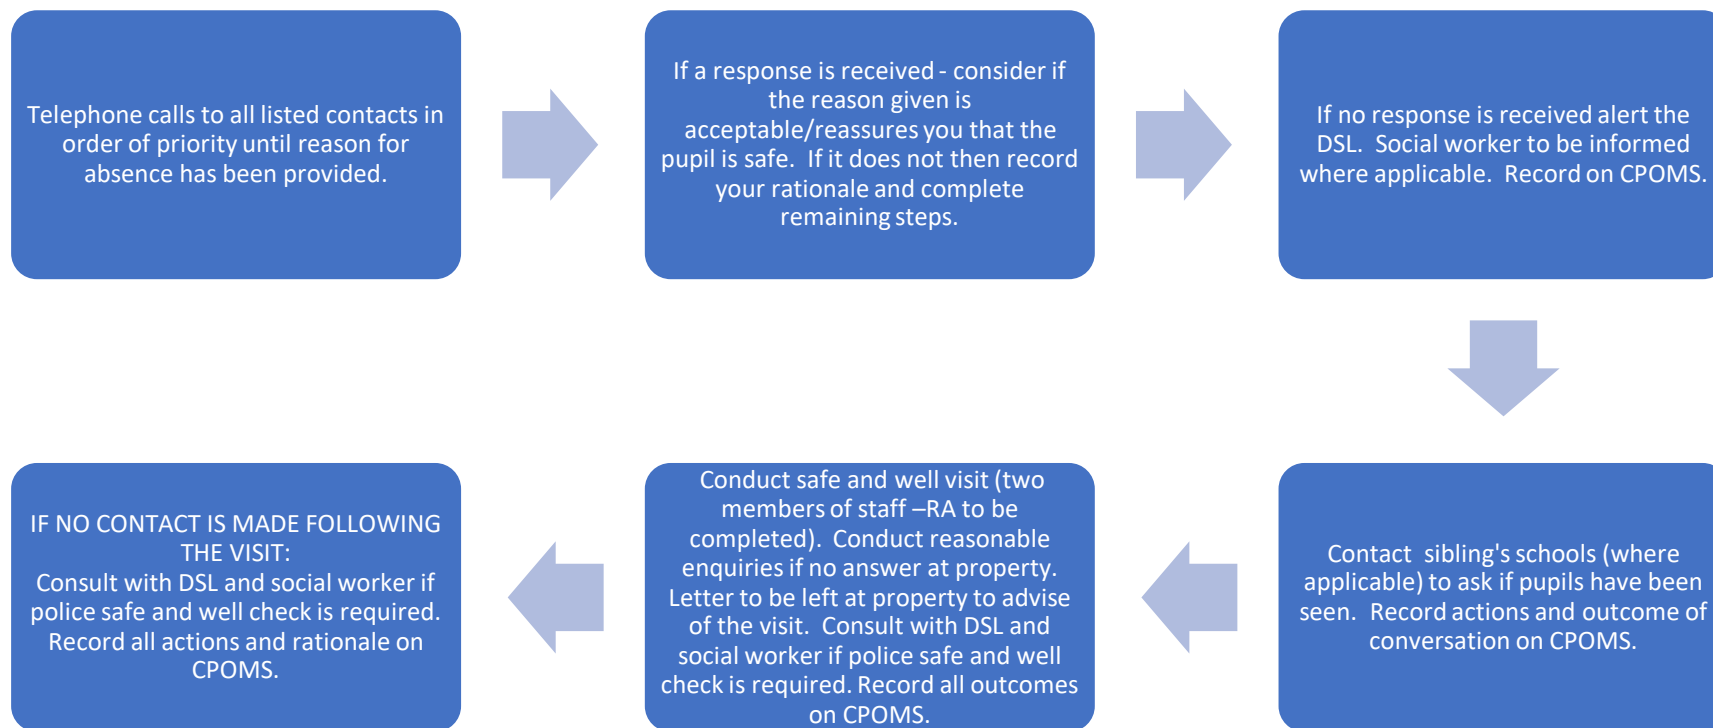 Telephone calls to all listed contacts in
order of priority until reason for
absence has been provided.
If a response is received - consider if
the reason given is
acceptable/reassures you that the
pupil is safe.  If it does not then record
your rationale and complete
remaining steps.
If no response is received alert the
DSL.  Social worker to be informed
where applicable.  Record on CPOMS.
Contact  sibling's schools (where
applicable) to ask if pupils have been
seen.  Record actions and outcome of
conversation on CPOMS.
Conduct safe and well visit (two
members of staff –RA to be
completed).  Conduct reasonable
enquiries if no answer at property.
Letter to be left at property to advise
of the visit.  Consult with DSL and
social worker if police safe and well
check is required. Record all outcomes
on CPOMS.
IF NO CONTACT IS MADE FOLLOWING
THE VISIT:
Consult with DSL and social worker if
police safe and well check is required.
Record all actions and rationale on
CPOMS.